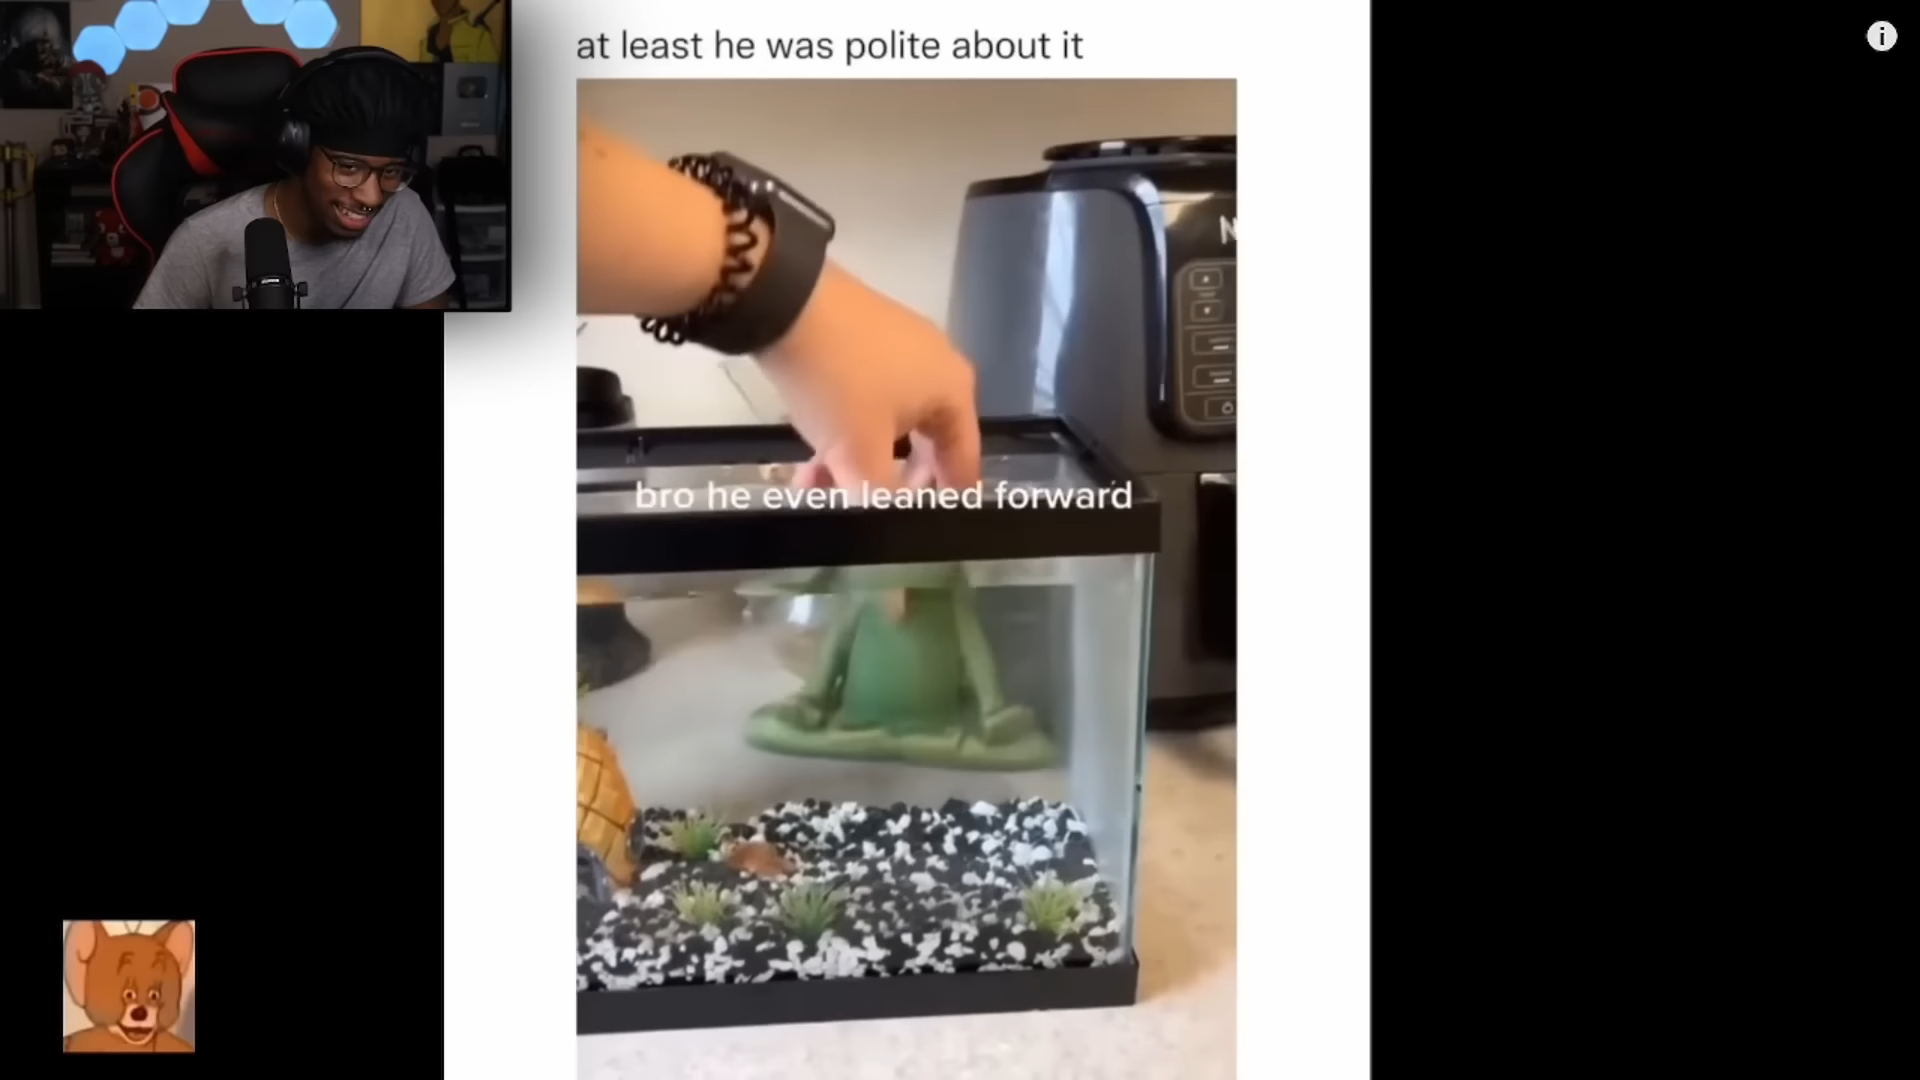 at least he was polite about it
bro he even leaned forward